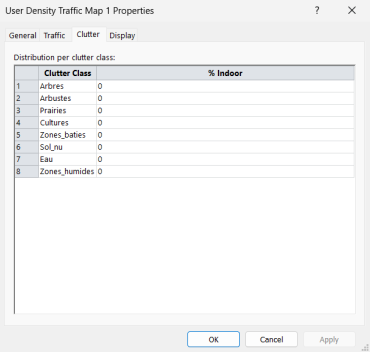 User Density Traffic Map 1 Properties ? ×
General Traffic Clutter Display
Distribution per clutter class:
Clutter Class % Indoor
1 Arbres 0
2 Arbustes 0
3 Prairies 0
4 Cultures 0
5 Zones_baties 0
6 Sol_nu 0
7 Eau 0
8 Zones_humides 0
OK Cancel Apply